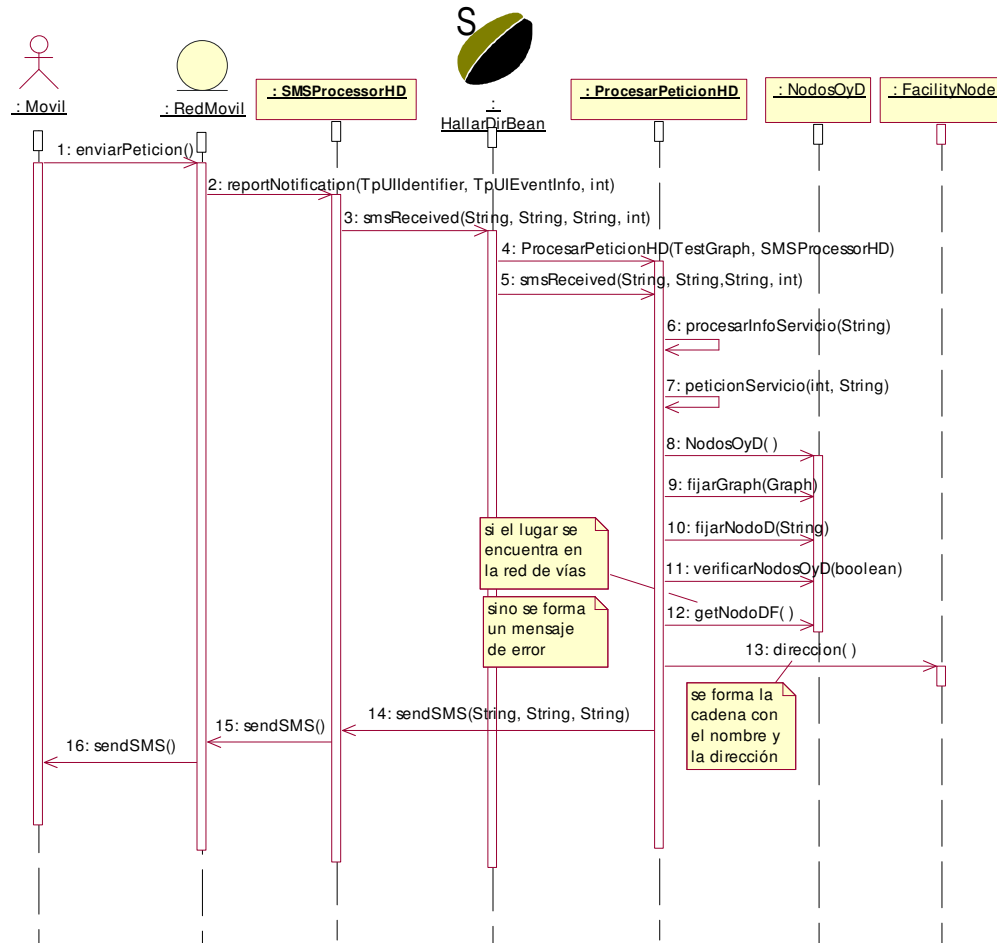 S
: Movil
: RedMovil
: SMSProcessorHD
:
HallarDirBean
: ProcesarPeticionHD
: NodosOyD
: FacilityNode
1: enviarPeticion()
2: reportNotification(TpUIIdentifier, TpUIEventInfo, int)
3: smsReceived(String, String, String, int)
4: ProcesarPeticionHD(TestGraph, SMSProcessorHD)
5: smsReceived(String, String,String, int)
6: procesarInfoServicio(String)
7: peticionServicio(int, String)
8: NodosOyD( )
9: fijarGraph(Graph)
10: fijarNodoD(String)
11: verificarNodosOyD(boolean)
12: getNodoDF( )
si el lugar se
encuentra en
la red de vías
sino se forma
un mensaje
de error
13: direccion( )
se forma la
cadena con
el nombre y
la dirección
14: sendSMS(String, String, String)
15: sendSMS()
16: sendSMS()